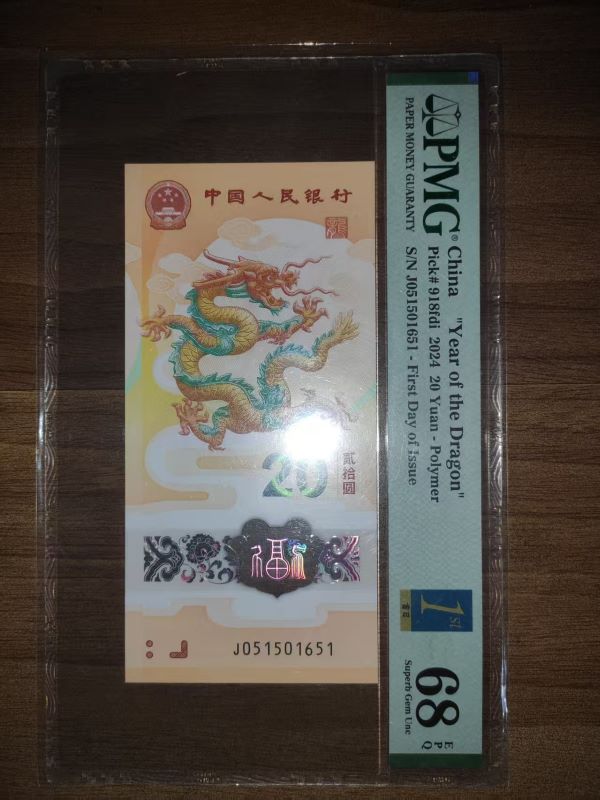 中国人民银行
20
贰拾圆
福
J051501651
PMG®
PAPER MONEY GUARANTY
China "Year of the Dragon"
Pick# 918fdi 2024 20 Yuan - Polymer
S/N J051501651 - First Day of Issue
1st
首日
68 EPQ
Superb Gem Unc